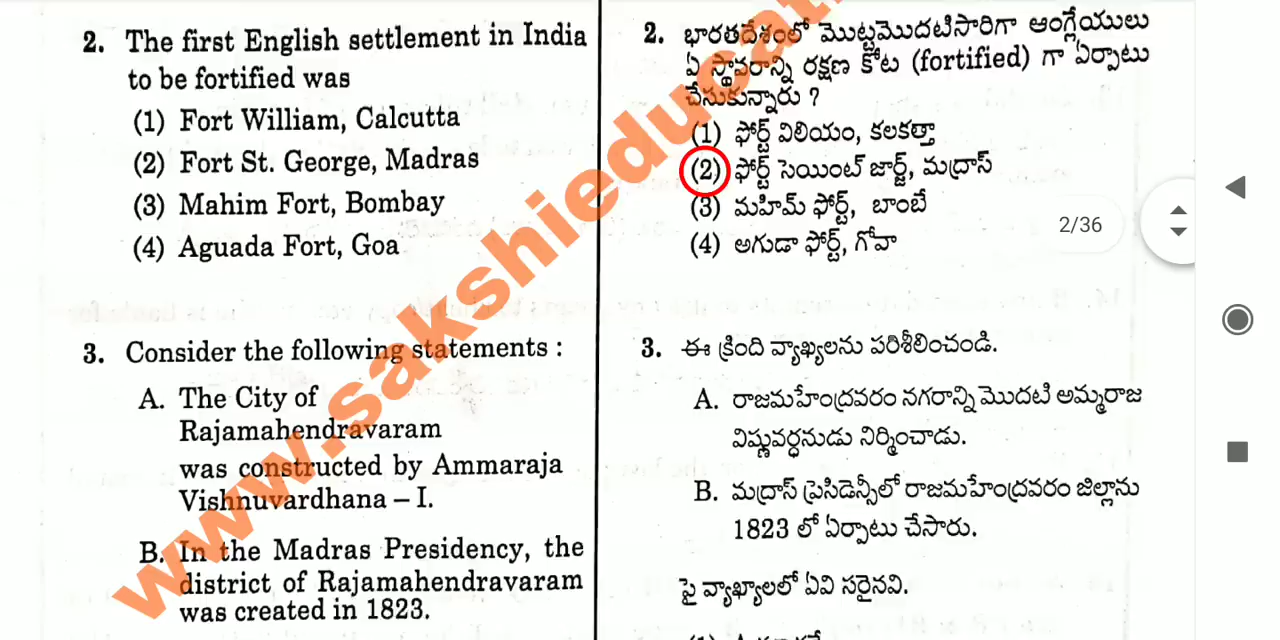 2. The first English settlement in India
to be fortified was
(1) Fort William, Calcutta
(2) Fort St. George, Madras
(3) Mahim Fort, Bombay
(4) Aguada Fort, Goa
3. Consider the following statements :
A. The City of
Rajamahendravaram
was constructed by Ammaraja
Vishnuvardhana – I.
B. In the Madras Presidency, the
district of Rajamahendravaram
was created in 1823.
2. భారతదేశంలో మొట్టమొదటిసారిగా ఆంగ్లేయులు
ఏ స్థావరాన్ని రక్షణ కోట (fortified) గా ఏర్పాటు
చేసుకున్నారు ?
(1) ఫోర్ట్ విలియం, కలకత్తా
(2) ఫోర్ట్ సెయింట్ జార్జ్, మద్రాస్
(3) మహిమ్ ఫోర్ట్, బాంబే
(4) అగుడా ఫోర్ట్, గోవా
3. ఈ క్రింది వ్యాఖ్యలను పరిశీలించండి.
A. రాజమహేంద్రవరం నగరాన్ని మొదటి అమ్మరాజ
విష్ణువర్ధనుడు నిర్మించాడు.
B. మద్రాస్ ప్రెసిడెన్సీలో రాజమహేంద్రవరం జిల్లాను
1823 లో ఏర్పాటు చేసారు.
పై వ్యాఖ్యాలలో ఏవి సరైనవి.
www.sakshieducat
2/36